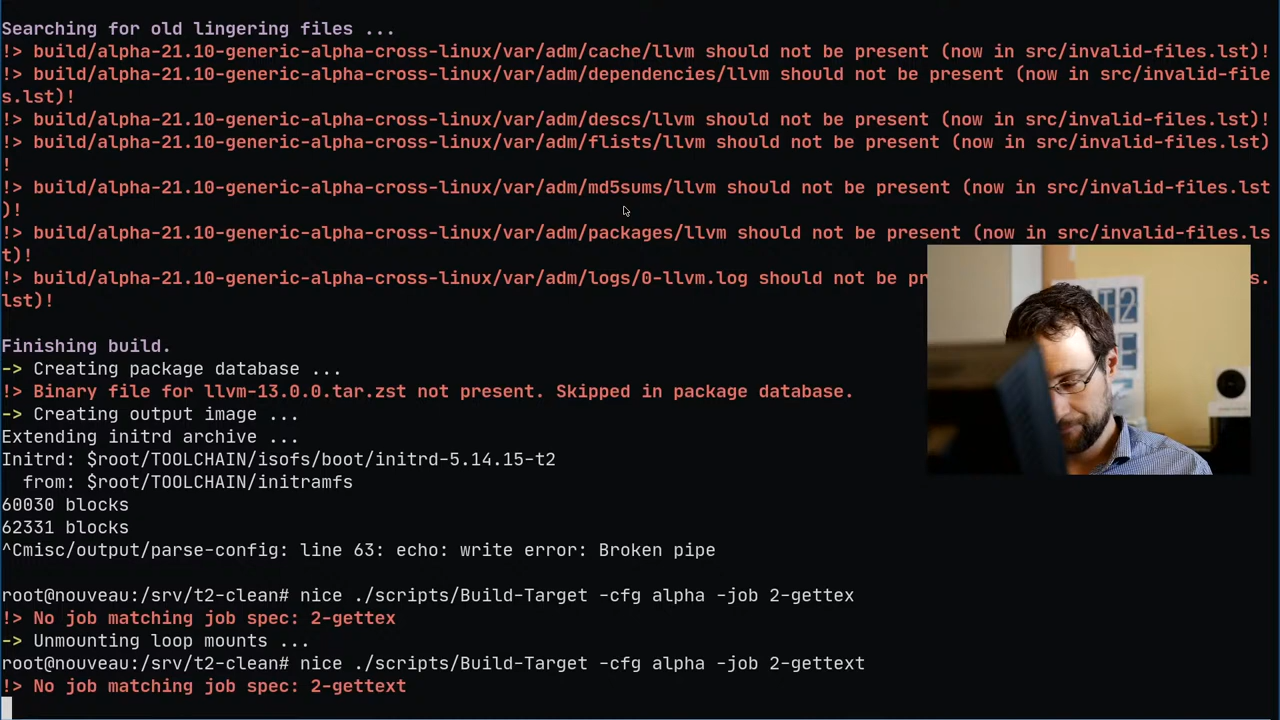 Searching for old lingering files ...
!> build/alpha-21.10-generic-alpha-cross-linux/var/adm/cache/llvm should not be present (now in src/invalid-files.lst)!
!> build/alpha-21.10-generic-alpha-cross-linux/var/adm/dependencies/llvm should not be present (now in src/invalid-file
s.lst)!
!> build/alpha-21.10-generic-alpha-cross-linux/var/adm/descs/llvm should not be present (now in src/invalid-files.lst)!
!> build/alpha-21.10-generic-alpha-cross-linux/var/adm/flists/llvm should not be present (now in src/invalid-files.lst)
!
!> build/alpha-21.10-generic-alpha-cross-linux/var/adm/md5sums/llvm should not be present (now in src/invalid-files.lst
)!
!> build/alpha-21.10-generic-alpha-cross-linux/var/adm/packages/llvm should not be present (now in src/invalid-files.ls
t)!
!> build/alpha-21.10-generic-alpha-cross-linux/var/adm/logs/0-llvm.log should not be pr s.
lst)!
Finishing build.
-> Creating package database ...
!> Binary file for llvm-13.0.0.tar.zst not present. Skipped in package database.
-> Creating output image ...
Extending initrd archive ...
Initrd: $root/TOOLCHAIN/isofs/boot/initrd-5.14.15-t2
from: $root/TOOLCHAIN/initramfs
60030 blocks
62331 blocks
^Cmisc/output/parse-config: line 63: echo: write error: Broken pipe
root@nouveau:/srv/t2-clean# nice ./scripts/Build-Target -cfg alpha -job 2-gettex
!> No job matching job spec: 2-gettex
-> Unmounting loop mounts ...
root@nouveau:/srv/t2-clean# nice ./scripts/Build-Target -cfg alpha -job 2-gettext
!> No job matching job spec: 2-gettext